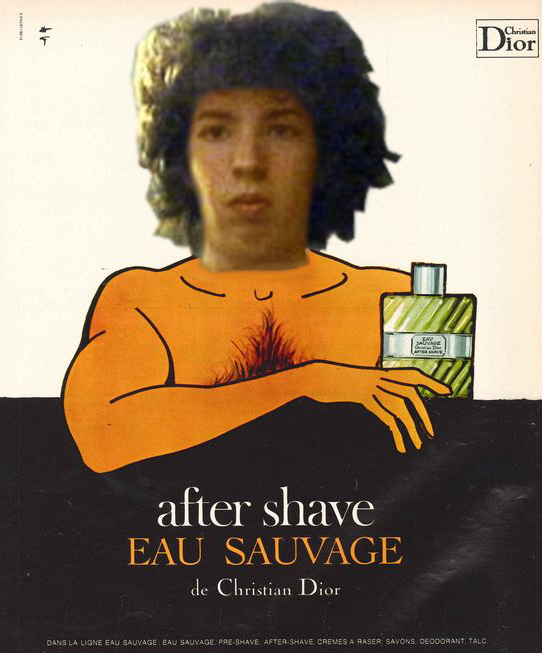 Christian
Dior
EAU
SAUVAGE
Christian Dior
AFTER SHAVE
after shave
EAU SAUVAGE
de Christian Dior
DANS LA LIGNE EAU SAUVAGE : EAU SAUVAGE, PRE-SHAVE, AFTER-SHAVE, CREMES A RASER, SAVONS, DEODORANT, TALC.